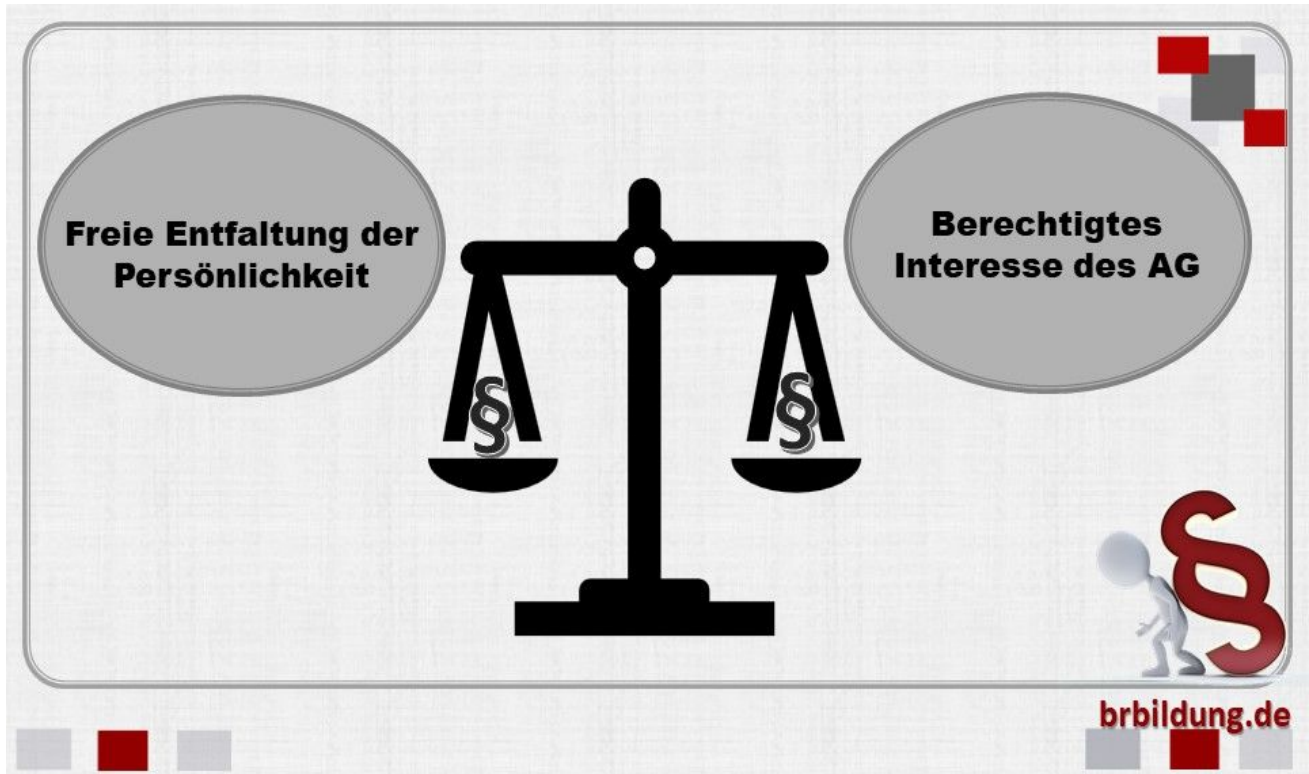 Freie Entfaltung der
Persönlichkeit
Berechtigtes
Interesse des AG
§
§
§
brbildung.de